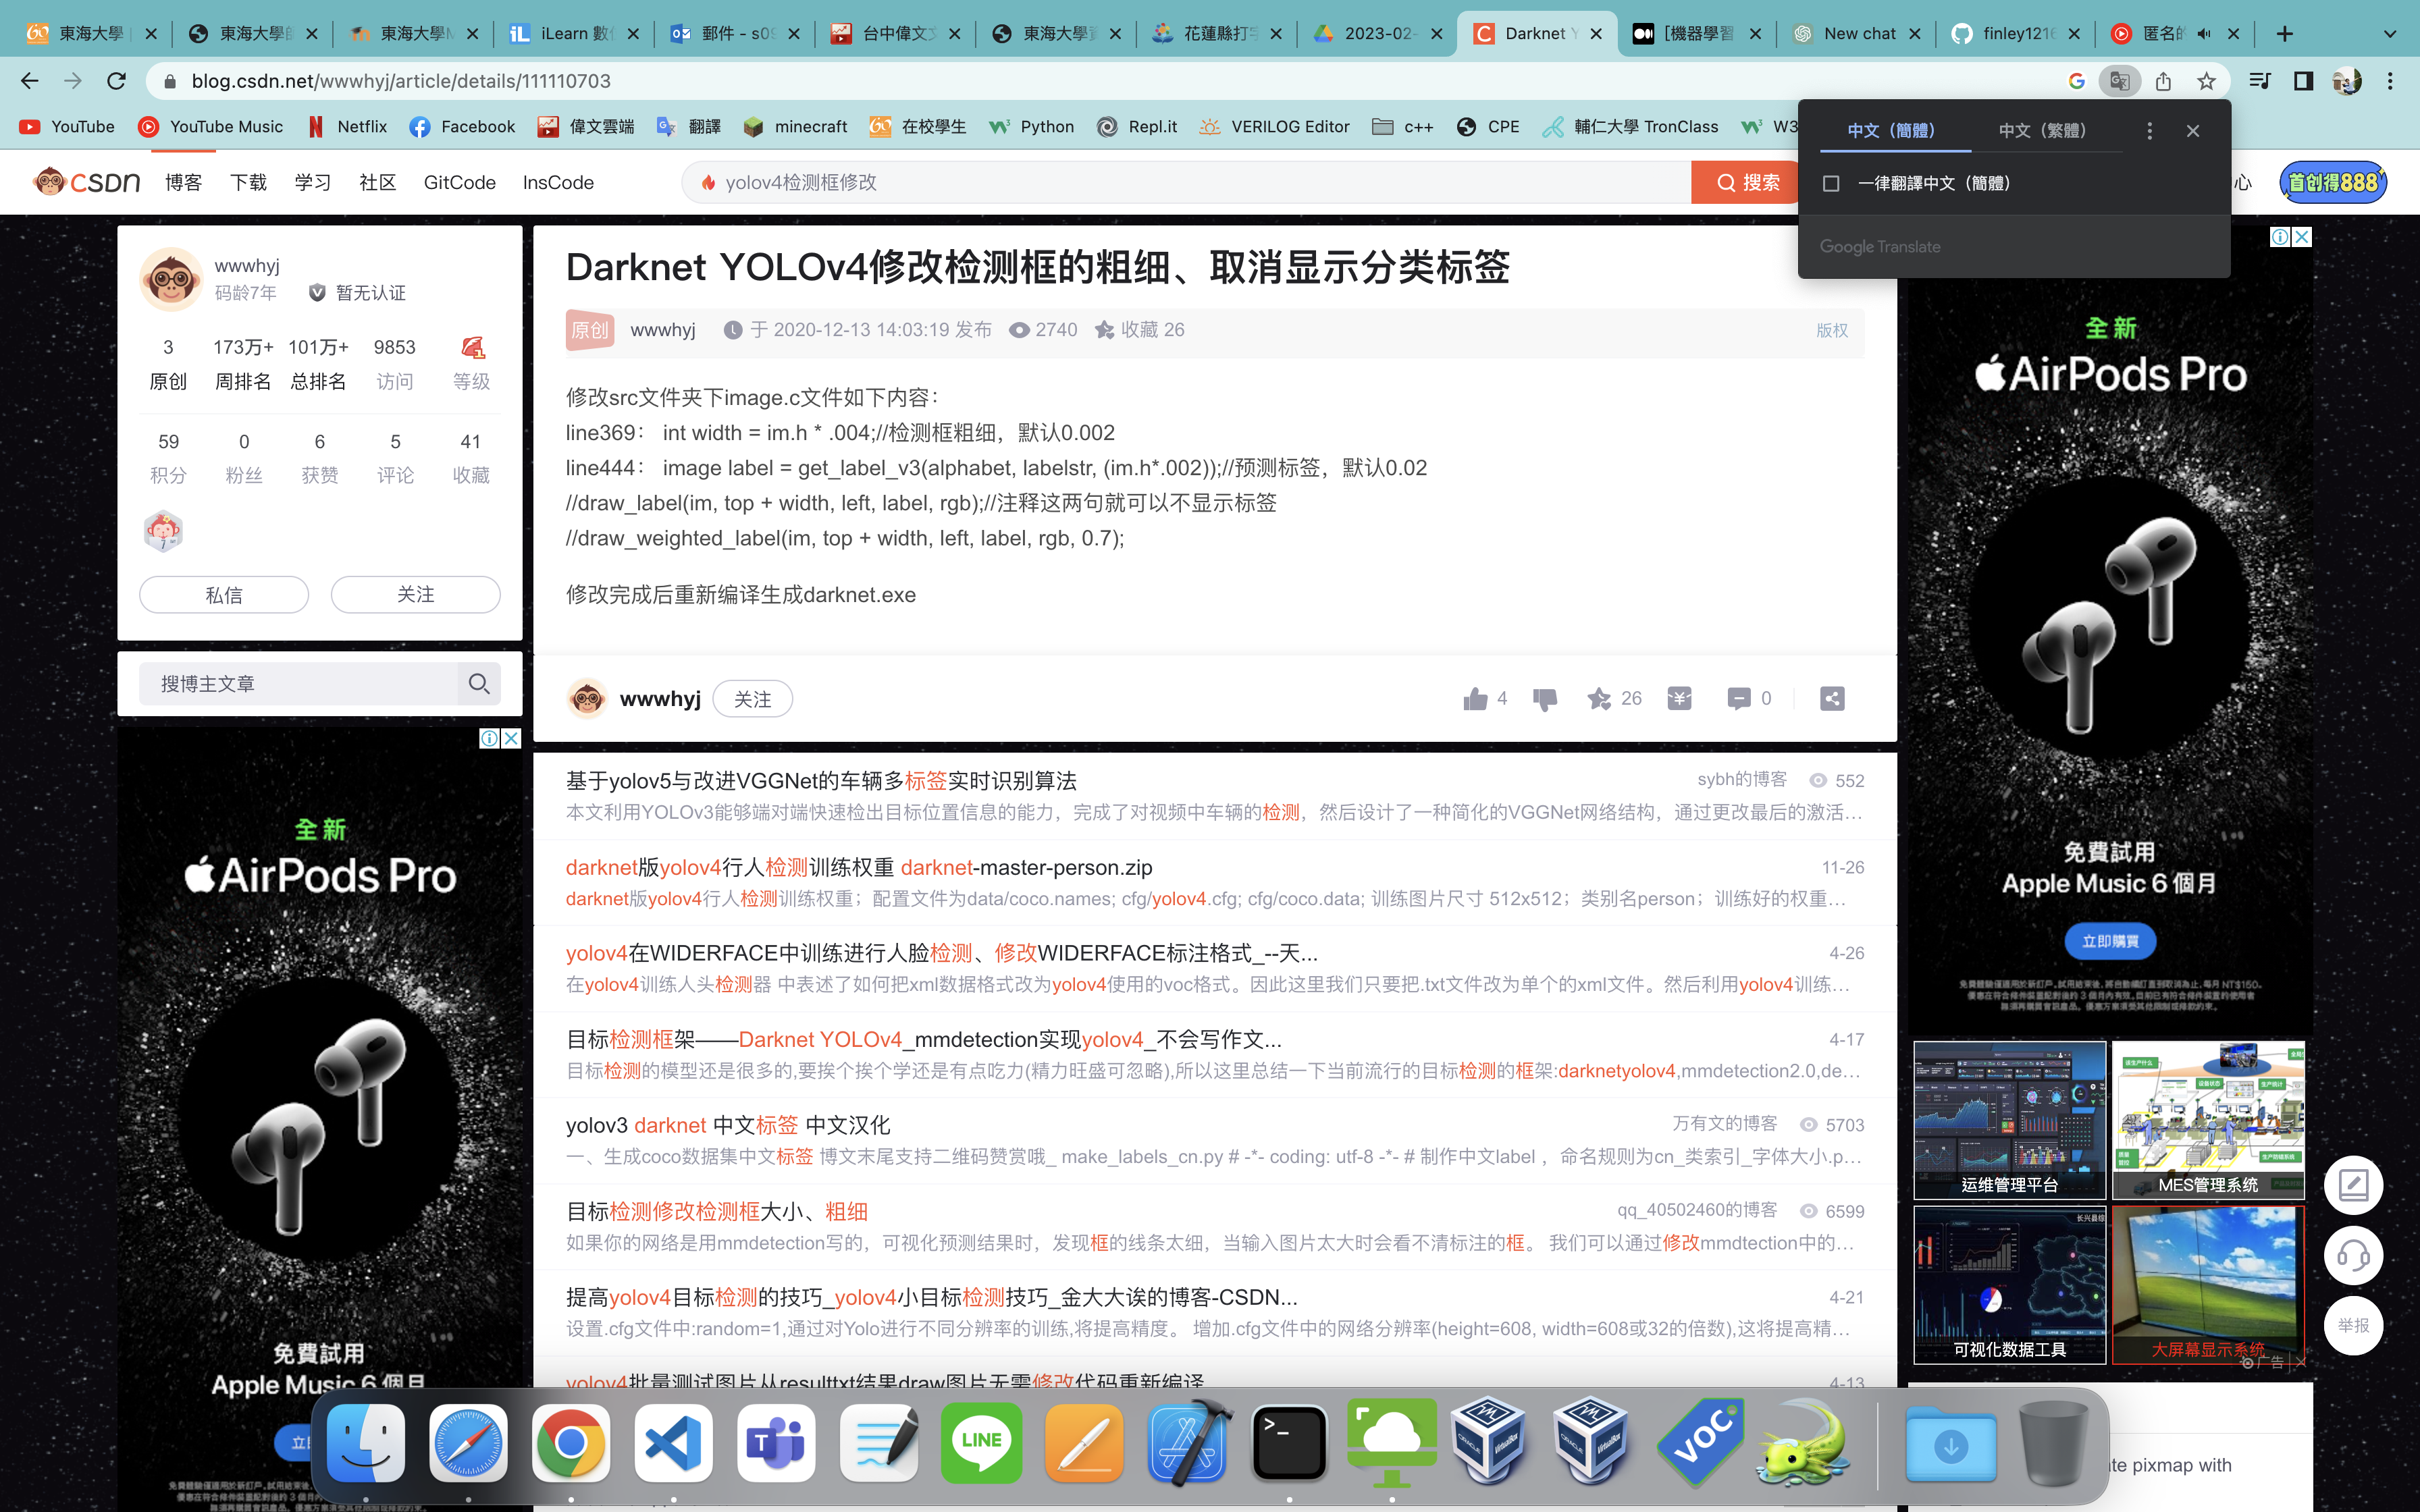 東海大學
東海大學
東海大學
iLearn
郵件 - s09
台中偉文
東海大學
花蓮縣打
2023-02-
Darknet
[機器學習
New chat
finley1216
匿名
blog.csdn.net/wwwhyj/article/details/111110703
YouTube
YouTube Music
Netflix
Facebook
偉文雲端
翻譯
minecraft
在校學生
Python
Repl.it
VERILOG Editor
c++
CPE
輔仁大學 TronClass
W3
中文（簡體）
中文（繁體）
一律翻譯中文（簡體）
Google Translate
CSDN
博客
下载
学习
社区
GitCode
InsCode
yolov4检测框修改
搜索
心
首创得888
wwwhyj
码龄7年
暂无认证
3
173万+
101万+
9853
原创
周排名
总排名
访问
等级
59
0
6
5
41
积分
粉丝
获赞
评论
收藏
私信
关注
搜博主文章
Darknet YOLOv4修改检测框的粗细、取消显示分类标签
原创
wwwhyj
于 2020-12-13 14:03:19 发布
2740
收藏 26
版权
修改src文件夹下image.c文件如下内容：
line369： int width = im.h * .004;//检测框粗细，默认0.002
line444： image label = get_label_v3(alphabet, labelstr, (im.h*.002));//预测标签，默认0.02
//draw_label(im, top + width, left, label, rgb);//注释这两句就可以不显示标签
//draw_weighted_label(im, top + width, left, label, rgb, 0.7);
修改完成后重新编译生成darknet.exe
wwwhyj
关注
4
26
0
基于yolov5与改进VGGNet的车辆多标签实时识别算法
sybh的博客
552
本文利用YOLOv3能够端对端快速检出目标位置信息的能力，完成了对视频中车辆的检测，然后设计了一种简化的VGGNet网络结构，通过更改最后的激活...
darknet版yolov4行人检测训练权重 darknet-master-person.zip
11-26
darknet版yolov4行人检测训练权重；配置文件为data/coco.names; cfg/yolov4.cfg; cfg/coco.data; 训练图片尺寸 512x512；类别名person；训练好的权重...
yolov4在WIDERFACE中训练进行人脸检测、修改WIDERFACE标注格式_--天...
4-26
在yolov4训练人头检测器 中表述了如何把xml数据格式改为yolov4使用的voc格式。因此这里我们只要把.txt文件改为单个的xml文件。然后利用yolov4训练...
目标检测框架——Darknet YOLOv4_mmdetection实现yolov4_不会写作文...
4-17
目标检测的模型还是很多的,要挨个挨个学还是有点吃力(精力旺盛可忽略),所以这里总结一下当前流行的目标检测的框架:darknetyolov4,mmdetection2.0,de...
yolov3 darknet 中文标签 中文汉化
万有文的博客
5703
一、生成coco数据集中文标签 博文末尾支持二维码赞赏哦_ make_labels_cn.py # -*- coding: utf-8 -*- # 制作中文label ，命名规则为cn_类索引_字体大小.p...
目标检测修改检测框大小、粗细
qq_40502460的博客
6599
如果你的网络是用mmdetection写的，可视化预测结果时，发现框的线条太细，当输入图片太大时会看不清标注的框。 我们可以通过修改mmdtection中的...
提高yolov4目标检测的技巧_yolov4小目标检测技巧_金大大诶的博客-CSDN...
4-21
设置.cfg文件中:random=1,通过对Yolo进行不同分辨率的训练,将提高精度。 增加.cfg文件中的网络分辨率(height=608, width=608或32的倍数),这将提高精...
yolov4批量测试图片从resulttxt结果draw图片无需修改代码重新编译
4-13
全新
AirPods Pro
免費試用
Apple Music 6 個月
立即購買
全新
AirPods Pro
免費試用
Apple Music 6 個月
运维管理平台
MES管理系统
可视化数据工具
大屏幕显示系统
广告
举报
te pixmap with
LINE
VOC